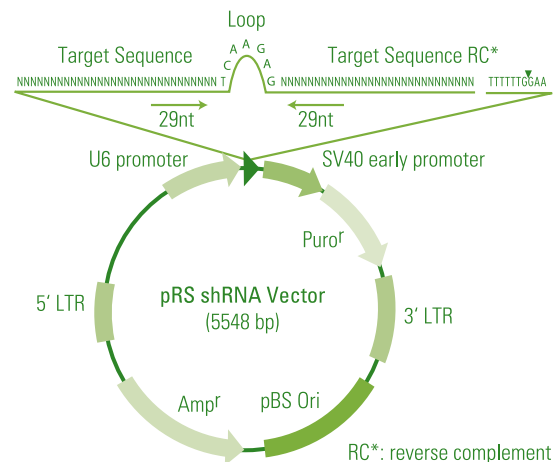 Loop
Target Sequence
Target Sequence RC*
NNNNNNNNNNNNNNNNNNNNNNNNNNNNN T C A A G A G NNNNNNNNNNNNNNNNNNNNNNNNNNNNN TTTTTTGGAA
29nt
29nt
U6 promoter
SV40 early promoter
Puroʳ
5′ LTR
pRS shRNA Vector
(5548 bp)
3′ LTR
Ampʳ
pBS Ori
RC*: reverse complement